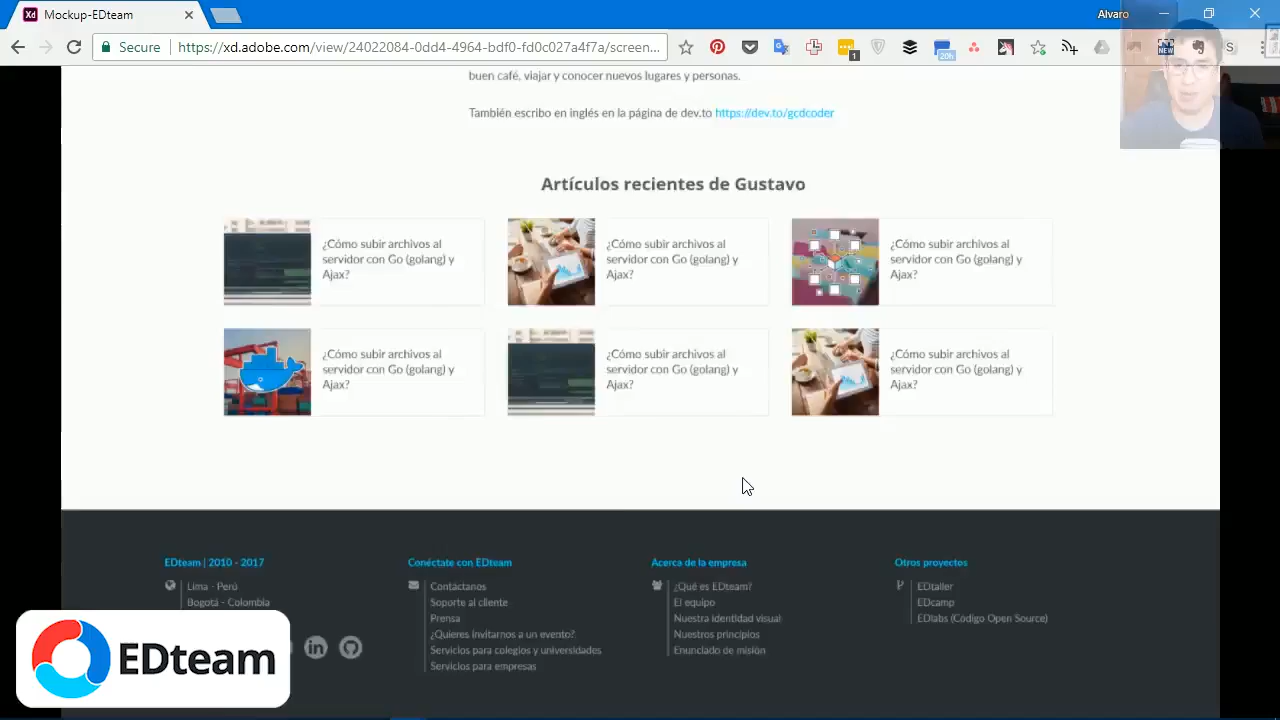 Mockup-EDteam
Alvaro
Secure
https://xd.adobe.com/view/24022084-0dd4-4964-bdf0-fd0c027a4f7a/screen...
1
20h
NEW
S
buen café, viajar y conocer nuevos lugares y personas.
También escribo en inglés en la página de dev.to https://dev.to/gcdcoder
Artículos recientes de Gustavo
¿Cómo subir archivos al
servidor con Go (golang) y
Ajax?
¿Cómo subir archivos al
servidor con Go (golang) y
Ajax?
¿Cómo subir archivos al
servidor con Go (golang) y
Ajax?
¿Cómo subir archivos al
servidor con Go (golang) y
Ajax?
¿Cómo subir archivos al
servidor con Go (golang) y
Ajax?
¿Cómo subir archivos al
servidor con Go (golang) y
Ajax?
EDteam | 2010 - 2017
Lima - Perú
Bogotá - Colombia
Conéctate con EDteam
Contáctanos
Soporte al cliente
Prensa
¿Quieres invitarnos a un evento?
Servicios para colegios y universidades
Servicios para empresas
Acerca de la empresa
¿Qué es EDteam?
El equipo
Nuestra identidad visual
Nuestros principios
Enunciado de misión
Otros proyectos
EDtaller
EDcamp
EDlabs (Código Open Source)
in
EDteam